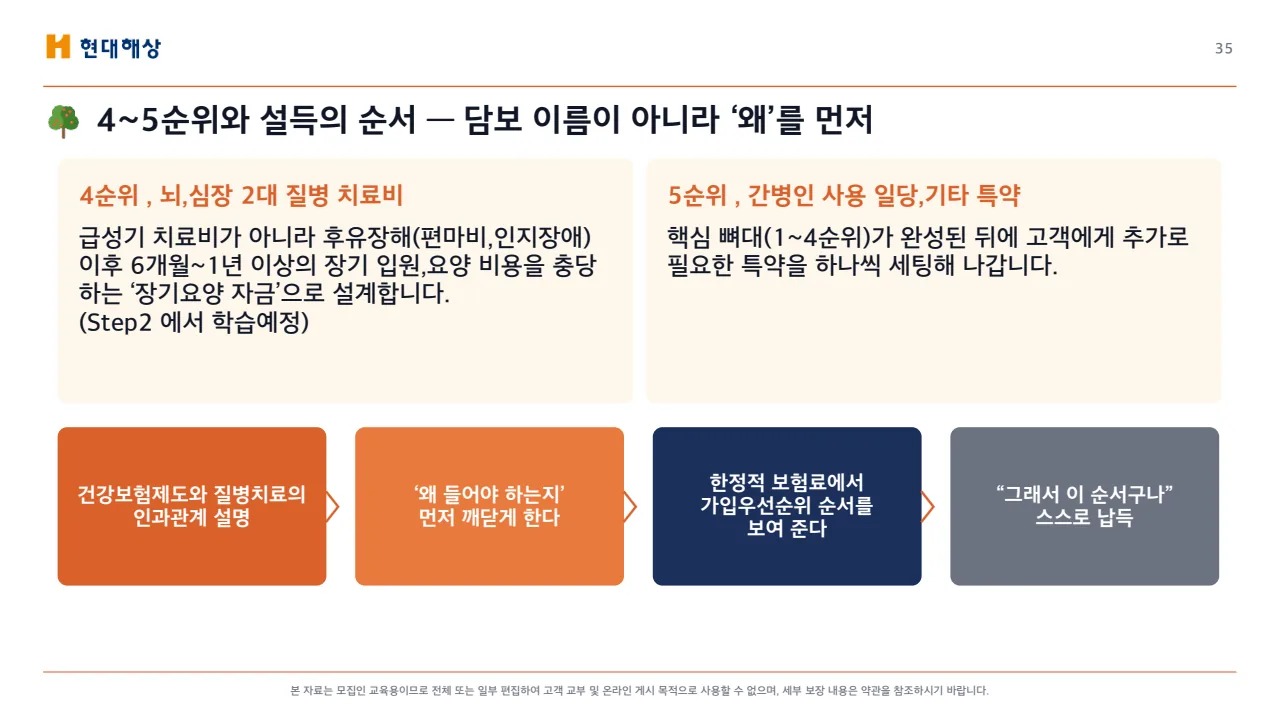 현대해상
35
4~5순위와 설득의 순서 — 담보 이름이 아니라 ‘왜’를 먼저
4순위 , 뇌,심장 2대 질병 치료비
급성기 치료비가 아니라 후유장해(편마비,인지장애)
이후 6개월~1년 이상의 장기 입원,요양 비용을 충당
하는 ‘장기요양 자금’으로 설계합니다.
(Step2 에서 학습예정)
5순위 , 간병인 사용 일당,기타 특약
핵심 뼈대(1~4순위)가 완성된 뒤에 고객에게 추가로
필요한 특약을 하나씩 세팅해 나갑니다.
건강보험제도와 질병치료의
인과관계 설명
‘왜 들어야 하는지’
먼저 깨닫게 한다
한정적 보험료에서
가입우선순위 순서를
보여 준다
“그래서 이 순서구나”
스스로 납득
본 자료는 모집인 교육용이므로 전체 또는 일부 편집하여 고객 교부 및 온라인 게시 목적으로 사용할 수 없으며, 세부 보장 내용은 약관을 참조하시기 바랍니다.